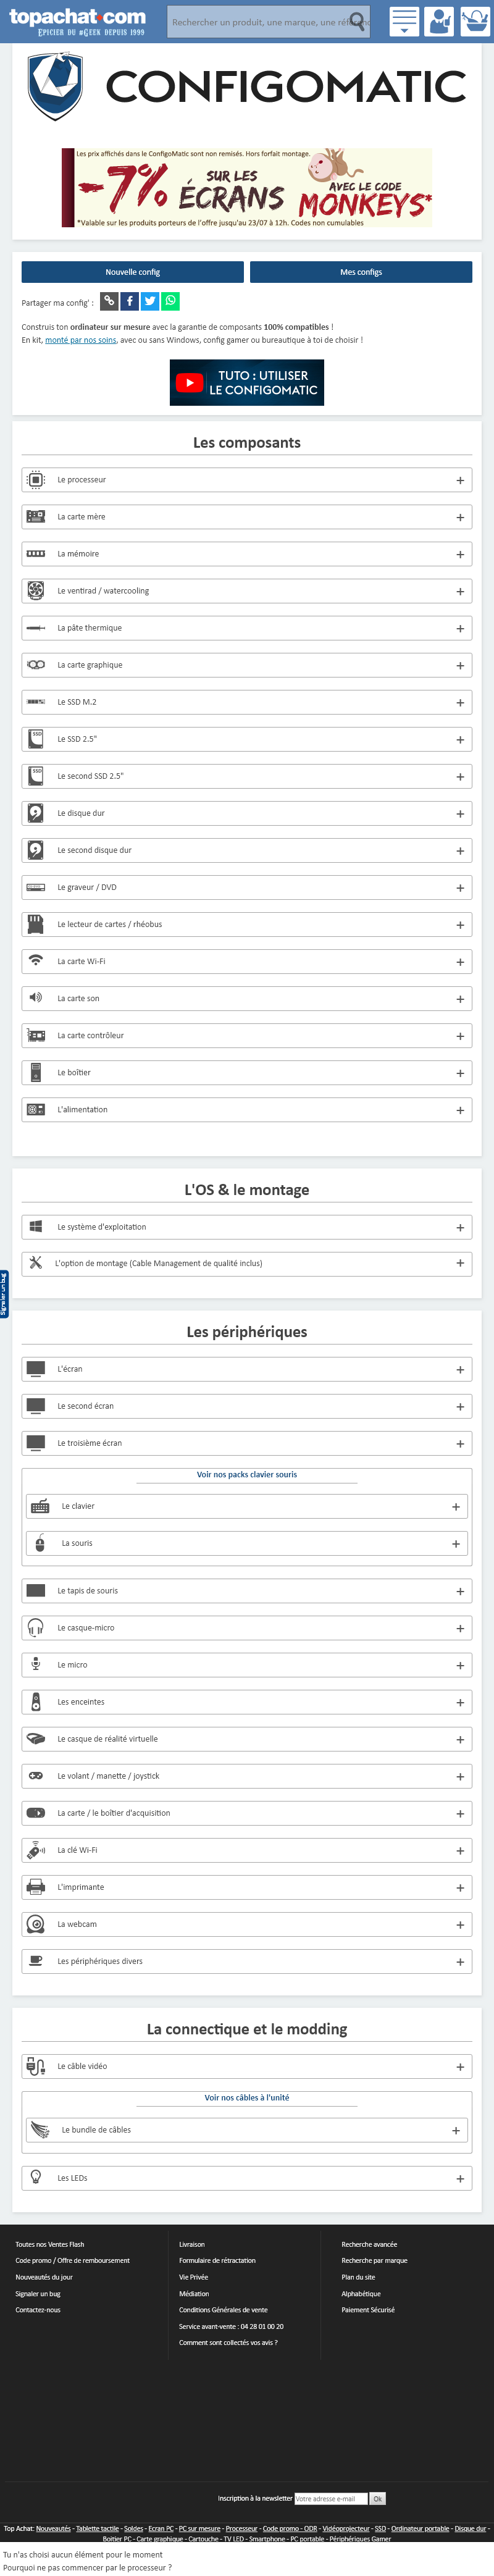 topachat.com
Epicier du #Geek depuis 1999
Rechercher un produit, une marque, une référen
CONFIGOMATIC
Les prix affichés dans le ConfigoMatic sont non remisés. Hors forfait montage.
-7% SUR LES ÉCRANS AVEC LE CODE MONKEYS*
*Valable sur les produits porteurs de l'offre jusqu'au 23/07 à 12h. Codes non cumulables
Nouvelle config
Mes configs
Partager ma config' :
Construis ton ordinateur sur mesure avec la garantie de composants 100% compatibles !
En kit, monté par nos soins, avec ou sans Windows, config gamer ou bureautique à toi de choisir !
TUTO : UTILISER
LE CONFIGOMATIC
Les composants
Le processeur +
La carte mère +
La mémoire +
Le ventirad / watercooling +
La pâte thermique +
La carte graphique +
Le SSD M.2 +
SSD Le SSD 2.5" +
SSD Le second SSD 2.5" +
Le disque dur +
Le second disque dur +
Le graveur / DVD +
Le lecteur de cartes / rhéobus +
La carte Wi-Fi +
La carte son +
La carte contrôleur +
Le boîtier +
L'alimentation +
L'OS & le montage
Le système d'exploitation +
L'option de montage (Cable Management de qualité inclus) +
Signaler un bug
Les périphériques
L'écran +
Le second écran +
Le troisième écran +
Voir nos packs clavier souris
Le clavier +
La souris +
Le tapis de souris +
Le casque-micro +
Le micro +
Les enceintes +
Le casque de réalité virtuelle +
Le volant / manette / joystick +
La carte / le boîtier d'acquisition +
La clé Wi-Fi +
L'imprimante +
La webcam +
Les périphériques divers +
La connectique et le modding
Le câble vidéo +
Voir nos câbles à l'unité
Le bundle de câbles +
Les LEDs +
Toutes nos Ventes Flash
Code promo / Offre de remboursement
Nouveautés du jour
Signaler un bug
Contactez-nous
Livraison
Formulaire de rétractation
Vie Privée
Médiation
Conditions Générales de vente
Service avant-vente : 04 28 01 00 20
Comment sont collectés vos avis ?
Recherche avancée
Recherche par marque
Plan du site
Alphabétique
Paiement Sécurisé
Inscription à la newsletter Votre adresse e-mail Ok
Top Achat: Nouveautés - Tablette tactile - Soldes - Ecran PC - PC sur mesure - Processeur - Code promo - ODR - Vidéoprojecteur - SSD - Ordinateur portable - Disque dur -
Boitier PC - Carte graphique - Cartouche - TV LED - Smartphone - PC portable - Périphériques Gamer
Tu n'as choisi aucun élément pour le moment
Pourquoi ne pas commencer par le processeur ?